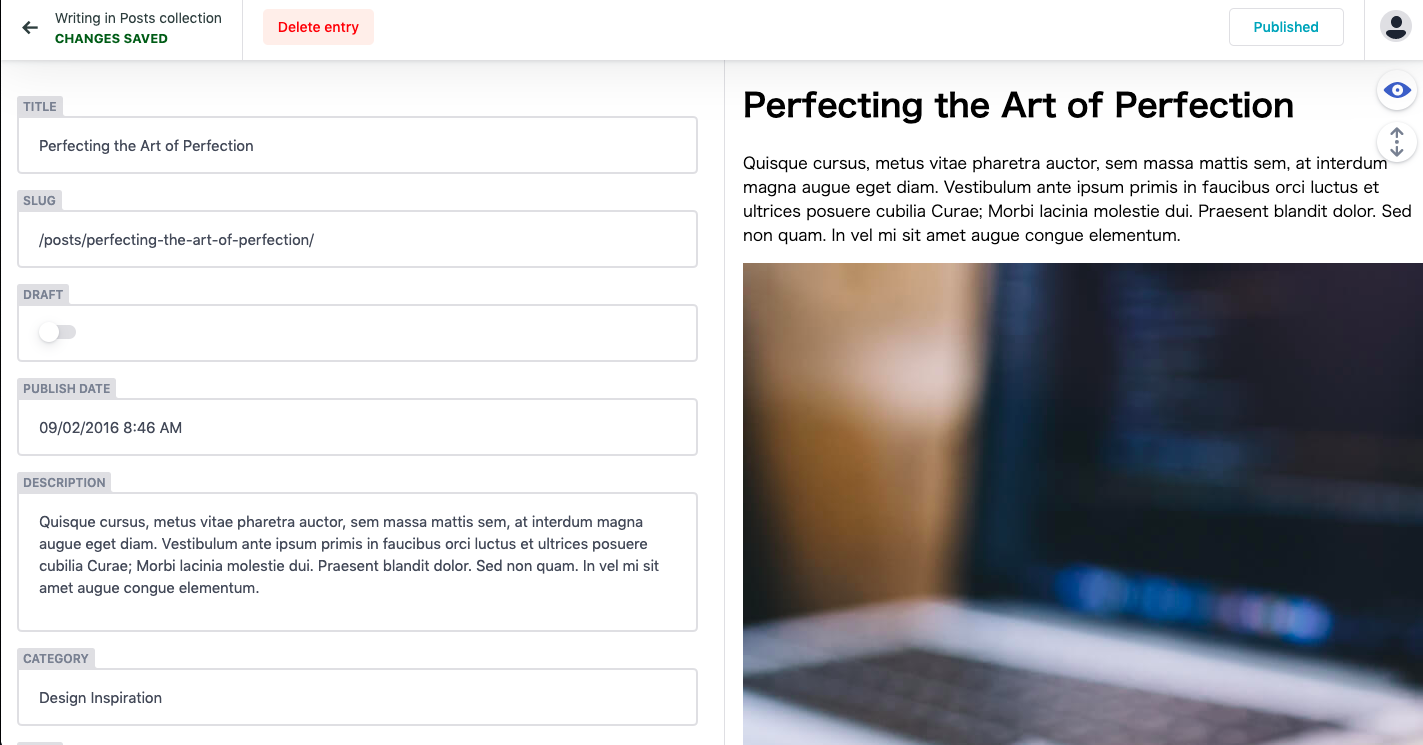 Writing in Posts collection
CHANGES SAVED
Delete entry
Published
TITLE
Perfecting the Art of Perfection
SLUG
/posts/perfecting-the-art-of-perfection/
DRAFT
PUBLISH DATE
09/02/2016 8:46 AM
DESCRIPTION
Quisque cursus, metus vitae pharetra auctor, sem massa mattis sem, at interdum magna
augue eget diam. Vestibulum ante ipsum primis in faucibus orci luctus et ultrices posuere
cubilia Curae; Morbi lacinia molestie dui. Praesent blandit dolor. Sed non quam. In vel mi sit
amet augue congue elementum.
CATEGORY
Design Inspiration
Perfecting the Art of Perfection
Quisque cursus, metus vitae pharetra auctor, sem massa mattis sem, at interdum
magna augue eget diam. Vestibulum ante ipsum primis in faucibus orci luctus et
ultrices posuere cubilia Curae; Morbi lacinia molestie dui. Praesent blandit dolor. Sed
non quam. In vel mi sit amet augue congue elementum.